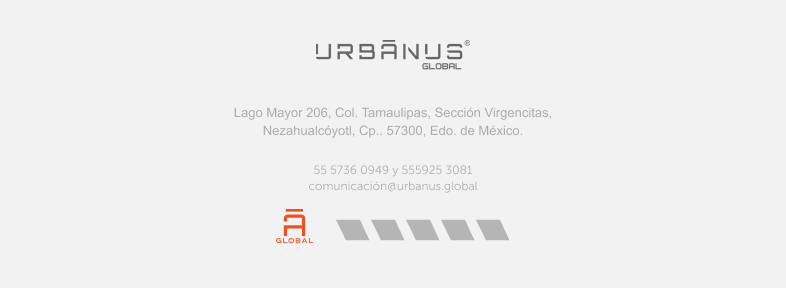 URBĀNUS®
GLOBAL
Lago Mayor 206, Col. Tamaulipas, Sección Virgencitas,
Nezahualcóyotl, Cp.. 57300, Edo. de México.
55 5736 0949 y 555925 3081
comunicación@urbanus.global
Ā
GLOBAL